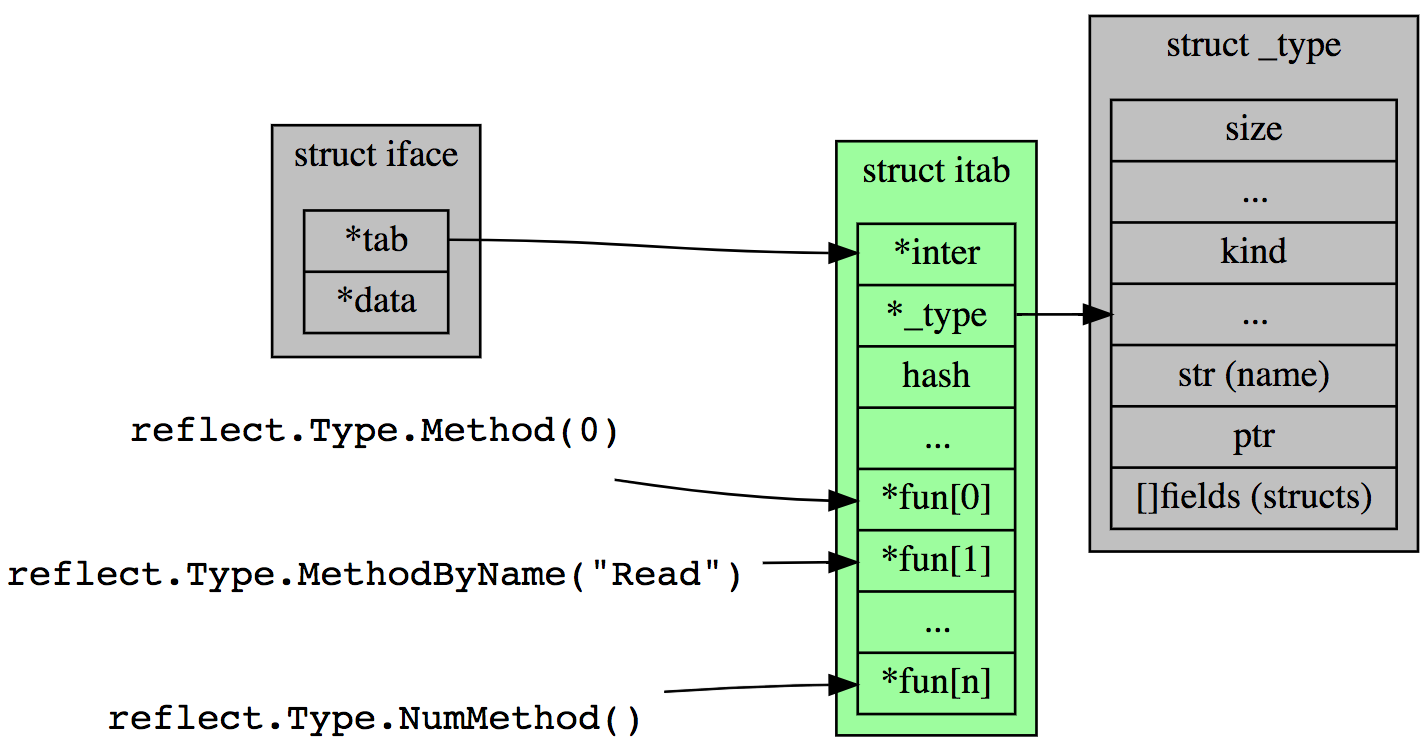 struct iface
*tab
*data
reflect.Type.Method(0)
reflect.Type.MethodByName("Read")
reflect.Type.NumMethod()
struct itab
*inter
*_type
hash
...
*fun[0]
*fun[1]
...
*fun[n]
struct _type
size
...
kind
...
str (name)
ptr
[]fields (structs)